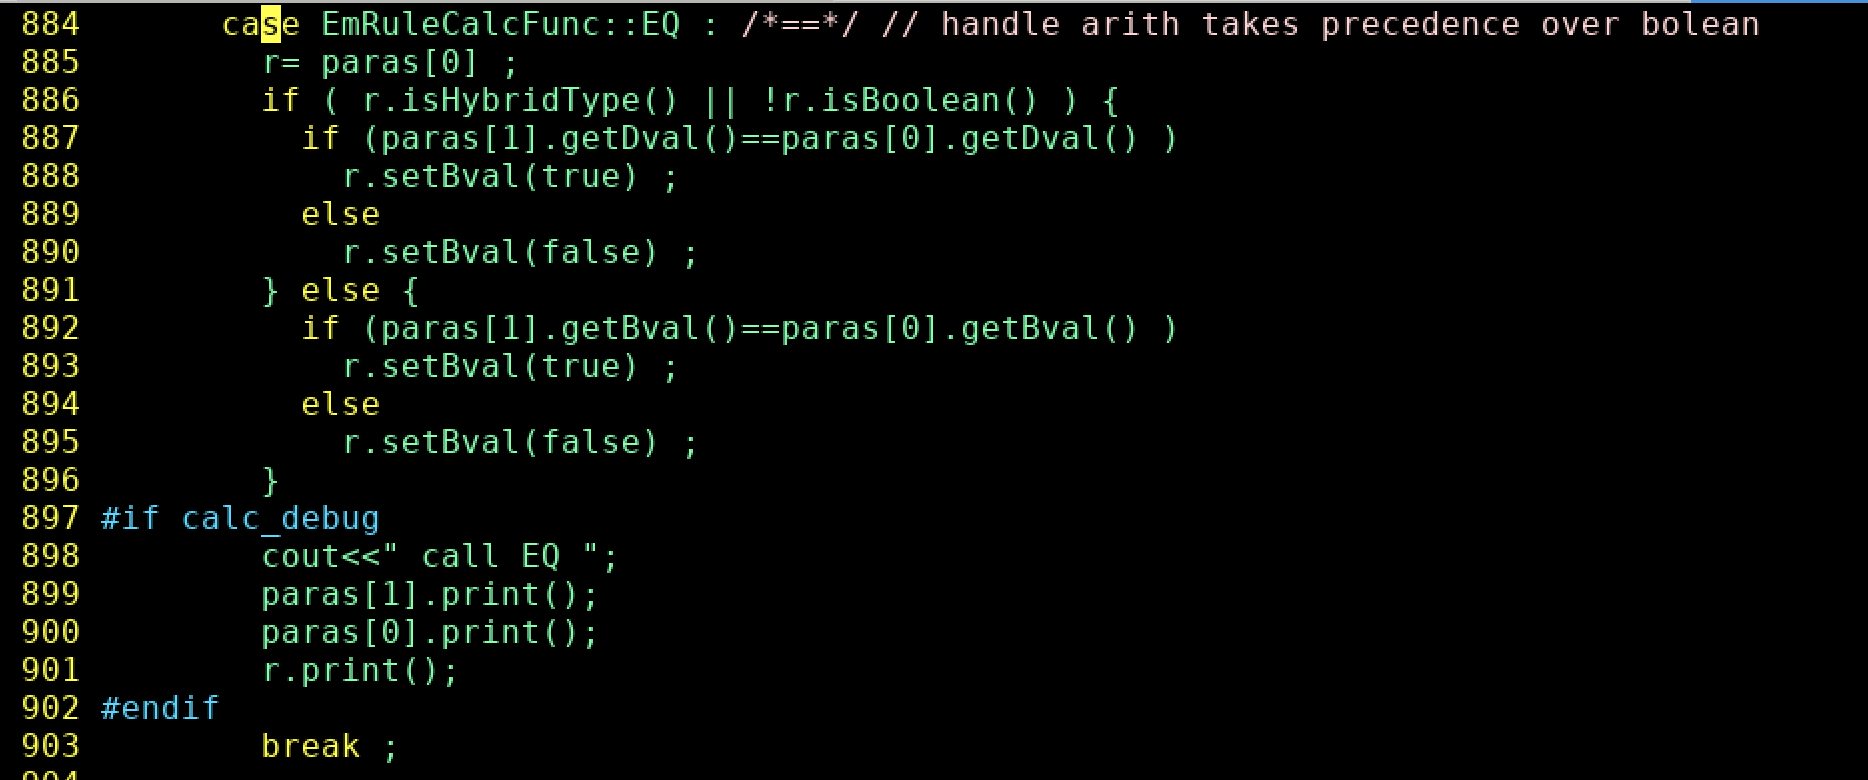 884       case EmRuleCalcFunc::EQ : /*==*/ // handle arith takes precedence over bolean
885         r= paras[0] ;
886         if ( r.isHybridType() || !r.isBoolean() ) {
887           if (paras[1].getDval()==paras[0].getDval() )
888             r.setBval(true) ;
889           else
890             r.setBval(false) ;
891         } else {
892           if (paras[1].getBval()==paras[0].getBval() )
893             r.setBval(true) ;
894           else
895             r.setBval(false) ;
896         }
897 #if calc_debug
898         cout<<" call EQ ";
899         paras[1].print();
900         paras[0].print();
901         r.print();
902 #endif
903         break ;